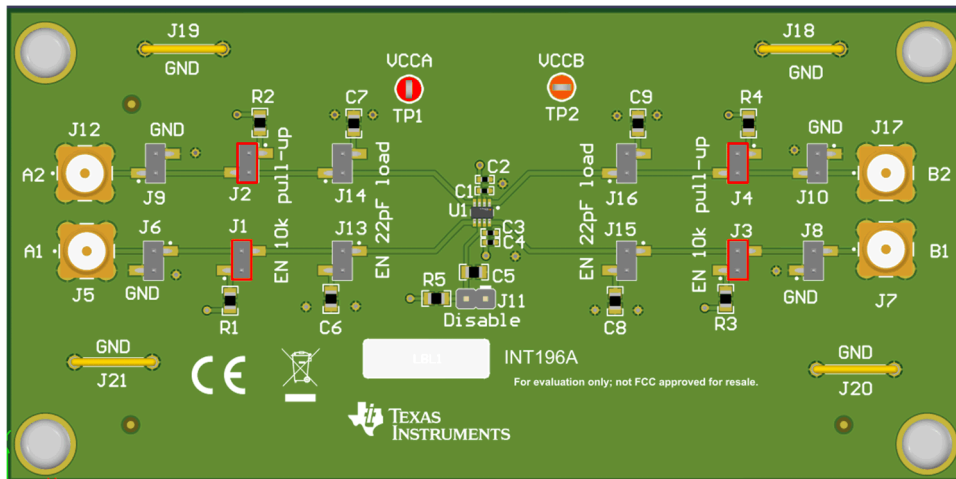 J19
GND
J18
GND
VCCA
TP1
VCCB
TP2
R2
C7
C9
R4
J12
GND
GND
J17
A2
J9
J2
EN 10k pull-up
J14
EN 22pF load
C2
C1
U1
C3
C4
J16
EN 22pF load
J4
EN 10k pull-up
J10
B2
J6
J1
J13
J15
J3
J8
A1
B1
J5
GND
R1
C6
R5
C5
J11
Disable
C8
R3
GND
J7
GND
J21
LBL1
INT196A
For evaluation only; not FCC approved for resale.
GND
J20
CE
TEXAS
INSTRUMENTS